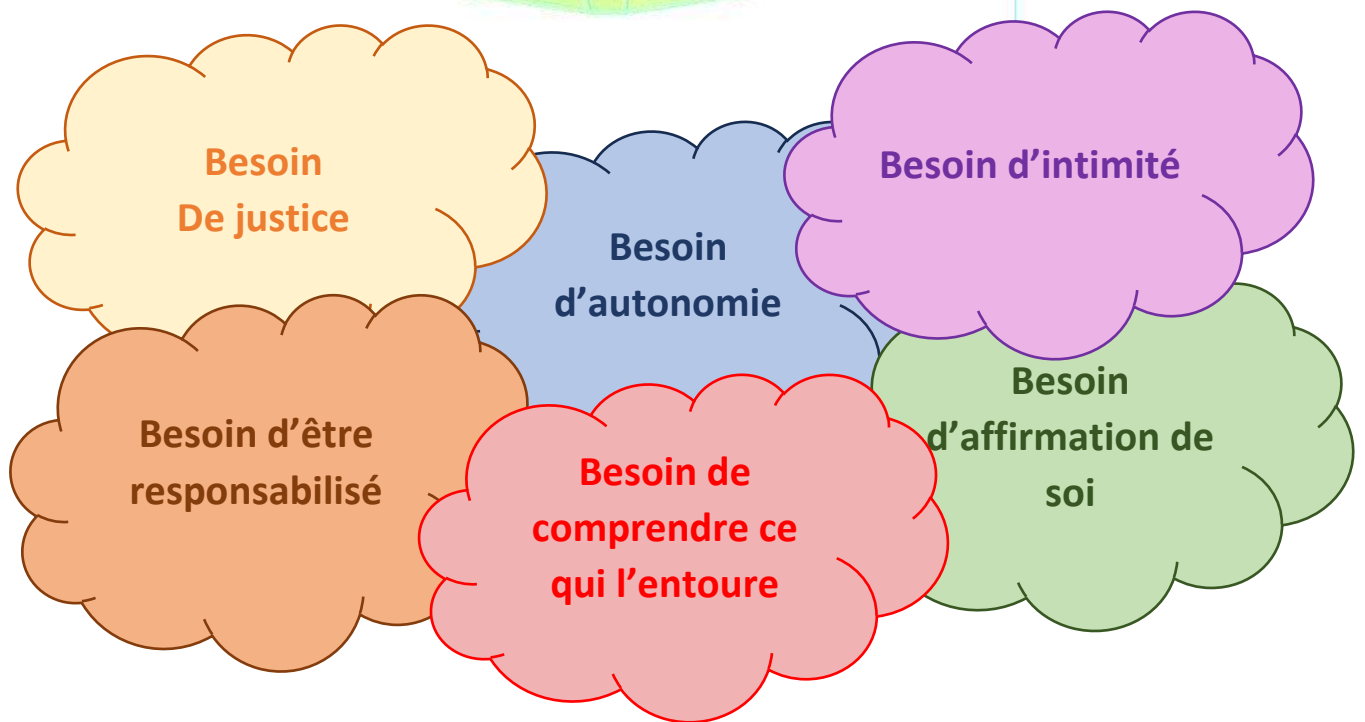 Besoin
De justice
Besoin d’intimité
Besoin
d’autonomie
Besoin
d’affirmation de
soi
Besoin d’être
responsabilisé
Besoin de
comprendre ce
qui l’entoure